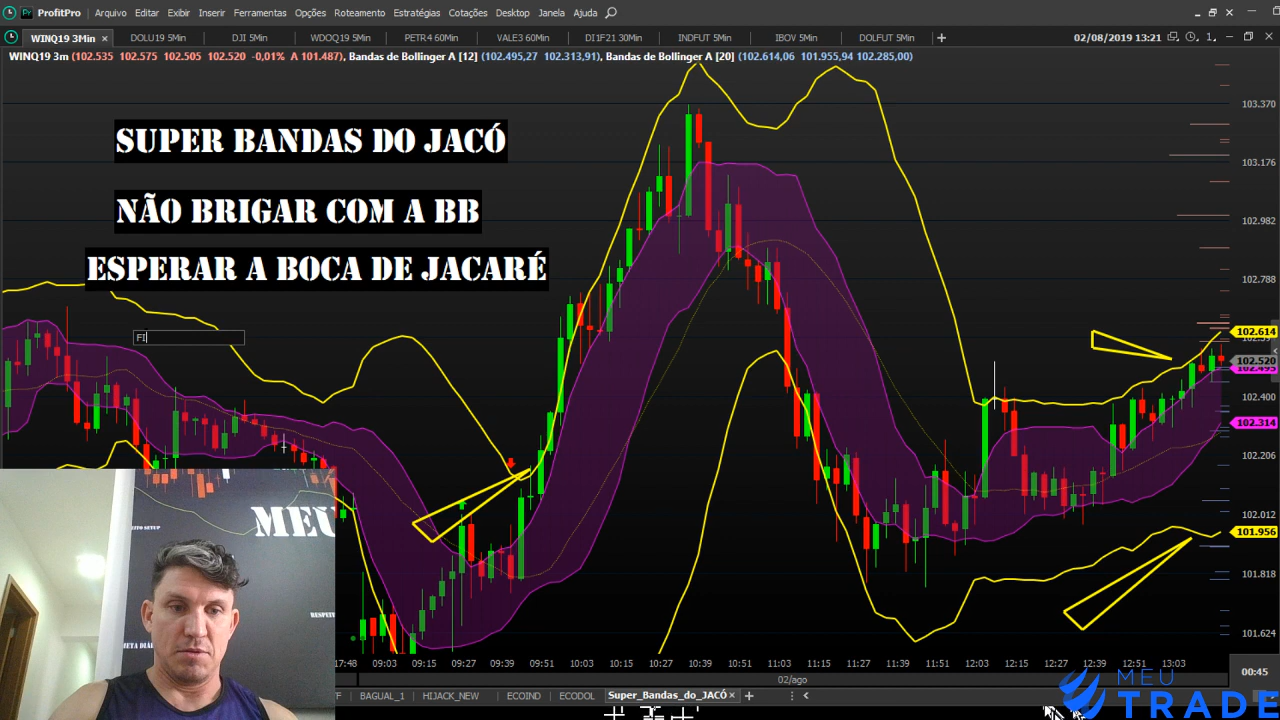 ProfitPro Arquivo Editar Exibir Inserir Ferramentas Opções Roteamento Estratégias Cotações Desktop Janela Ajuda
WINQ19 3Min × DOLU19 5Min DJI 5Min WDOQ19 5Min PETR4 60Min VALE3 60Min DI1F21 30Min INDFUT 5Min IBOV 5Min DOLFUT 5Min + 02/08/2019 13:21
WINQ19 3m (102.535 102.575 102.505 102.520 -0,01% A 101.487), Bandas de Bollinger A [12] (102.495,27 102.313,91), Bandas de Bollinger A [20] (102.614,06 101.955,94 102.285,00)
103.370
SUPER BANDAS DO JACÓ
103.176
NÃO BRIGAR COM A BB
102.982
ESPERAR A BOCA DE JACARÉ
102.788
FI
102.614
102.520
102.495
102.400
102.314
102.206
102.012
101.956
101.818
101.624
MEU
META DIÁ
17:48 09:03 09:15 09:27 09:39 09:51 10:03 10:15 10:27 10:39 10:51 11:03 11:15 11:27 11:39 11:51 12:03 12:15 12:27 12:39 12:51 13:03
02/ago
00:45
BAGUAL_1 HIJACK_NEW ECOIND ECODOL Super_Bandas_do_JACÓ × +
MEU
TRADE